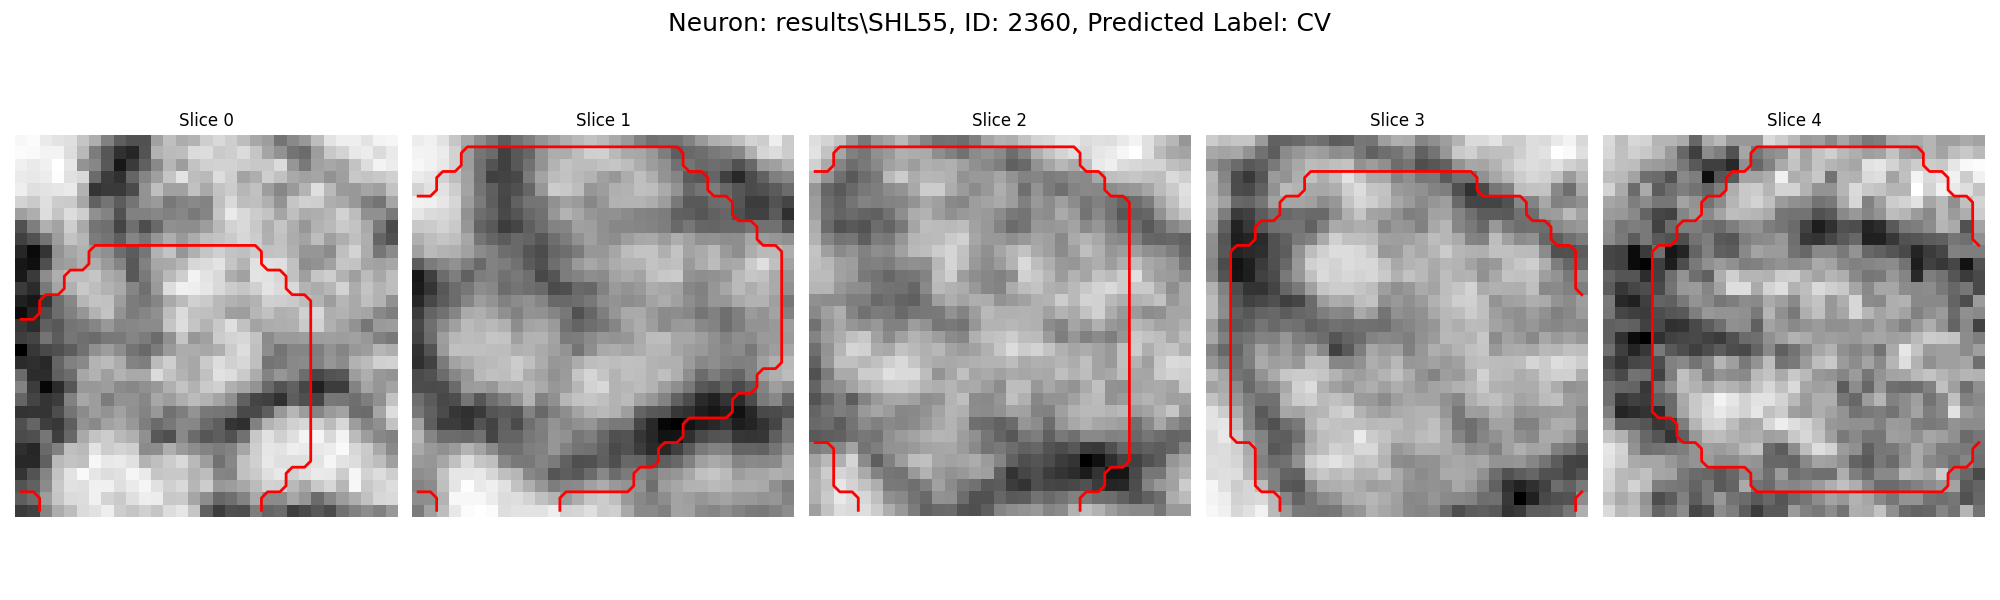 Neuron: results\SHL55, ID: 2360, Predicted Label: CV
Slice 0
Slice 1
Slice 2
Slice 3
Slice 4